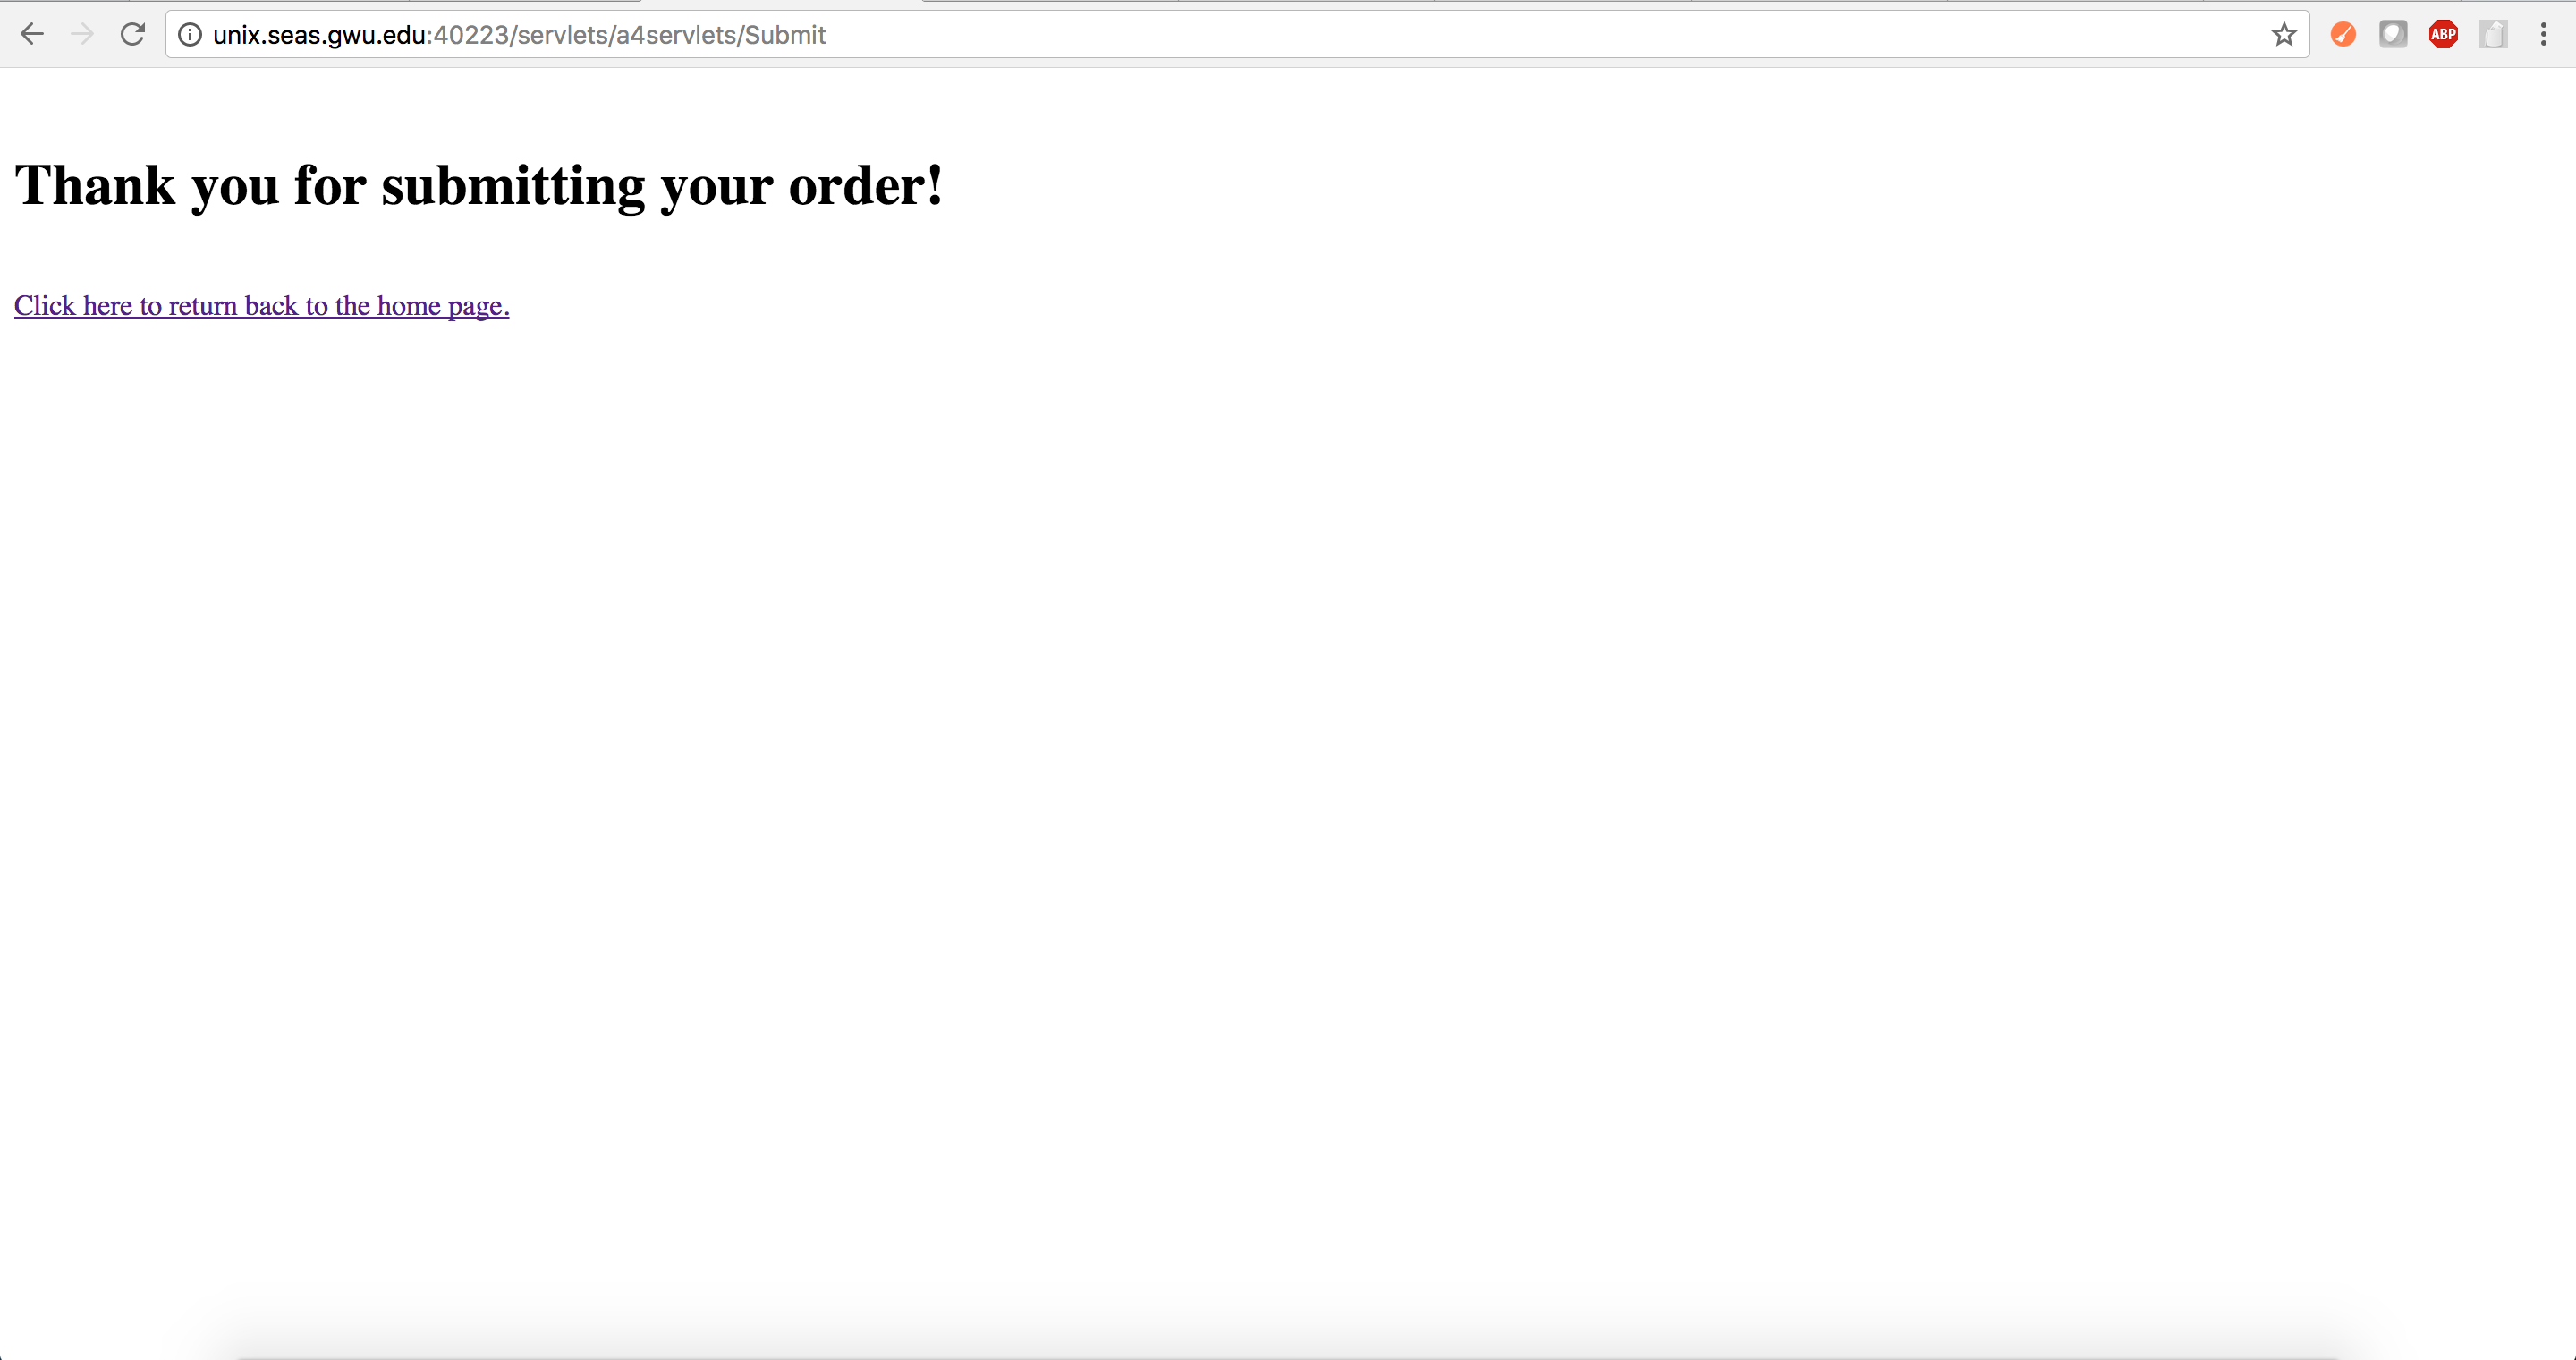 unix.seas.gwu.edu:40223/servlets/a4servlets/Submit
ABP
Thank you for submitting your order!
Click here to return back to the home page.